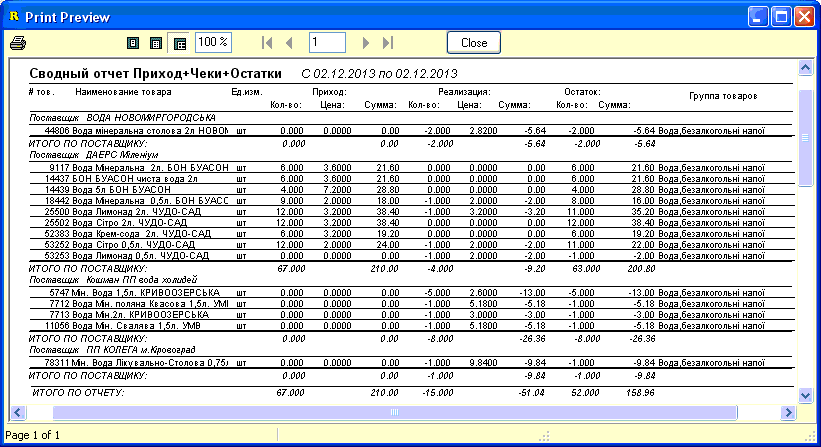 Print Preview
100 % 1 Close
Сводный отчет Приход+Чеки+Остатки С 02.12.2013 по 02.12.2013
# тов. Наименование товара Ед.изм. Приход: Реализация: Остаток: Группа товаров
Кол-во: Цена: Сумма: Кол-во: Цена: Сумма: Кол-во: Сумма:
Поставщик ВОДА НОВОМИРГОРОДСЬКА
44806 Вода мінеральна столова 2л НОВОМ шт 0.000 0.0000 0.00 -2.000 2.8200 -5.64 -2.000 -5.64 Вода,безалкогольні напої
ИТОГО ПО ПОСТАВЩИКУ: 0.000 0.00 -2.000 -5.64 -2.000 -5.64
Поставщик ДАЕРС Міленіум
9117 Вода Мінеральна 2л. БОН БУАСОН шт 6.000 3.6000 21.60 0.000 0.0000 0.00 6.000 21.60 Вода,безалкогольні напої
14437 БОН БУАСОН чиста вода 2л шт 6.000 3.6000 21.60 0.000 0.0000 0.00 6.000 21.60 Вода,безалкогольні напої
14439 Вода 5л БОН БУАСОН шт 4.000 7.2000 28.80 0.000 0.0000 0.00 4.000 28.80 Вода,безалкогольні напої
18442 Вода Мінеральна 0,5л. БОН БУАСС шт 9.000 2.0000 18.00 -1.000 2.0000 -2.00 8.000 16.00 Вода,безалкогольні напої
25500 Вода Лимонад 2л. ЧУДО-САД шт 12.000 3.2000 38.40 -1.000 3.2000 -3.20 11.000 35.20 Вода,безалкогольні напої
25502 Вода Сітро 2л. ЧУДО-САД шт 12.000 3.2000 38.40 0.000 0.0000 0.00 12.000 38.40 Вода,безалкогольні напої
52383 Вода Крем-сода 2л. ЧУДО-САД шт 6.000 3.2000 19.20 0.000 0.0000 0.00 6.000 19.20 Вода,безалкогольні напої
53252 Вода Сітро 0,5л. ЧУДО-САД шт 12.000 2.0000 24.00 -1.000 2.0000 -2.00 11.000 22.00 Вода,безалкогольні напої
53253 Вода Лимонад 0,5л. ЧУДО-САД шт 0.000 0.0000 0.00 -1.000 2.0000 -2.00 -1.000 -2.00 Вода,безалкогольні напої
ИТОГО ПО ПОСТАВЩИКУ: 67.000 210.00 -4.000 -9.20 63.000 200.80
Поставщик Кошман ПП вода холидей
5747 Мін. Вода 1,5л. КРИВООЗЕРСЬКА шт 0.000 0.0000 0.00 -5.000 2.6000 -13.00 -5.000 -13.00 Вода,безалкогольні напої
7712 Вода Мін. поляна Квасова 1,5л. УМІ шт 0.000 0.0000 0.00 -1.000 5.1800 -5.18 -1.000 -5.18 Вода,безалкогольні напої
7713 Вода Мін.2л. КРИВООЗЕРСЬКА шт 0.000 0.0000 0.00 -1.000 3.0000 -3.00 -1.000 -3.00 Вода,безалкогольні напої
11056 Вода Мін. Свалява 1,5л. УМВ шт 0.000 0.0000 0.00 -1.000 5.1800 -5.18 -1.000 -5.18 Вода,безалкогольні напої
ИТОГО ПО ПОСТАВЩИКУ: 0.000 0.00 -8.000 -26.36 -8.000 -26.36
Поставщик ПП КОЛЕГА м.Кіровоград
78311 Мін. Вода Лікувально-Столова 0,75л шт 0.000 0.0000 0.00 -1.000 9.8400 -9.84 -1.000 -9.84 Вода,безалкогольні напої
ИТОГО ПО ПОСТАВЩИКУ: 0.000 0.00 -1.000 -9.84 -1.000 -9.84
ИТОГО ПО ОТЧЕТУ: 67.000 210.00 -15.000 -51.04 52.000 158.96
Page 1 of 1